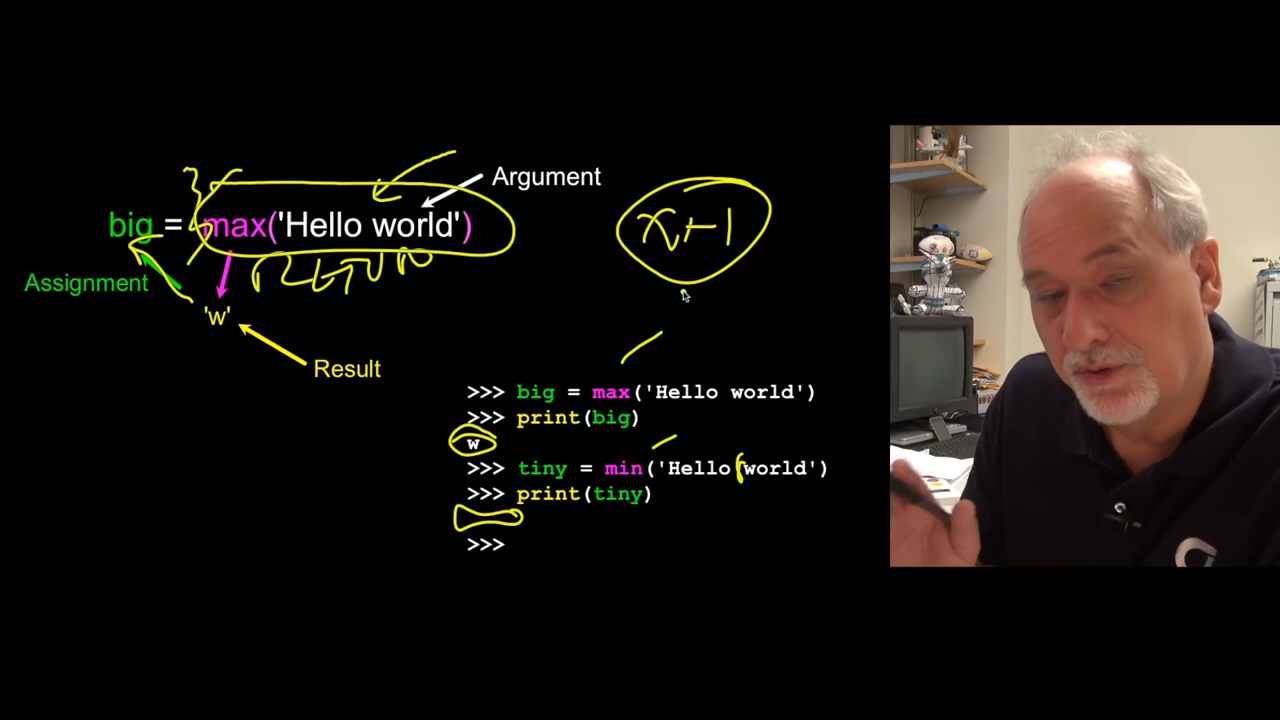 Argument
big = max('Hello world')
x+1
return
Assignment
'w'
Result
>>> big = max('Hello world')
>>> print(big)
w
>>> tiny = min('Hello world')
>>> print(tiny)
>>>